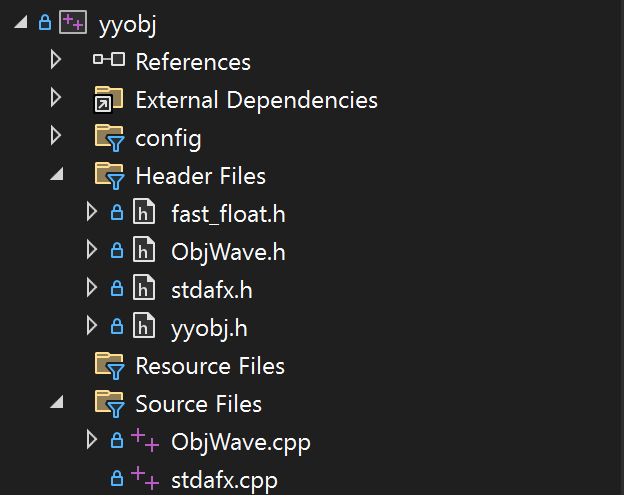 yyobj
References
External Dependencies
config
Header Files
fast_float.h
ObjWave.h
stdafx.h
yyobj.h
Resource Files
Source Files
ObjWave.cpp
stdafx.cpp